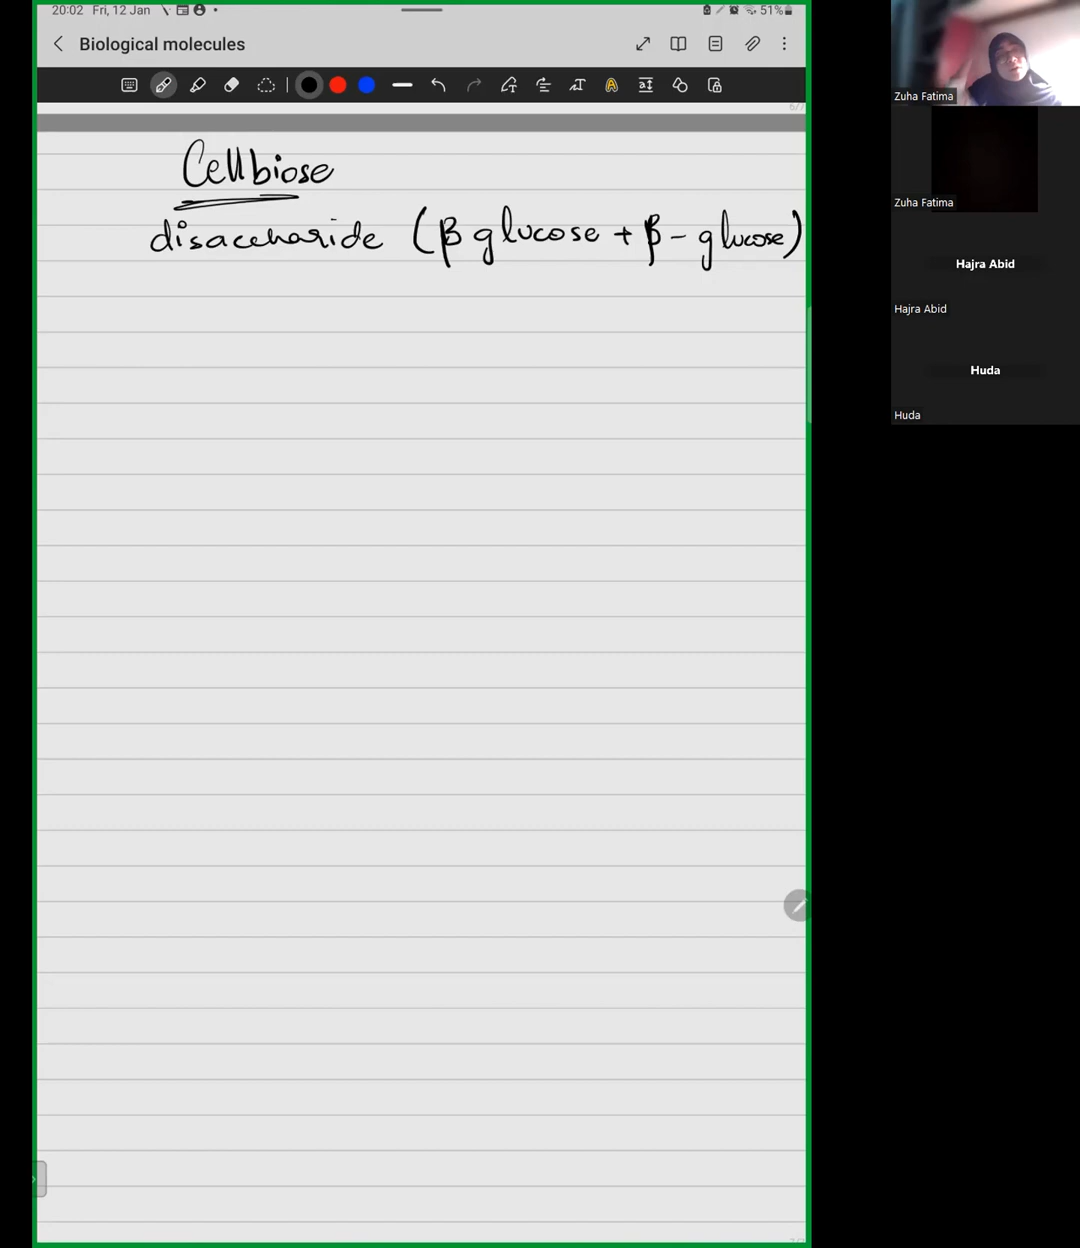 20:02 Fri, 12 Jan 51%
Biological molecules
Cellbiose
disaccharide (β glucose + β - glucose)
Zuha Fatima
Zuha Fatima
Hajra Abid
Hajra Abid
Huda
Huda